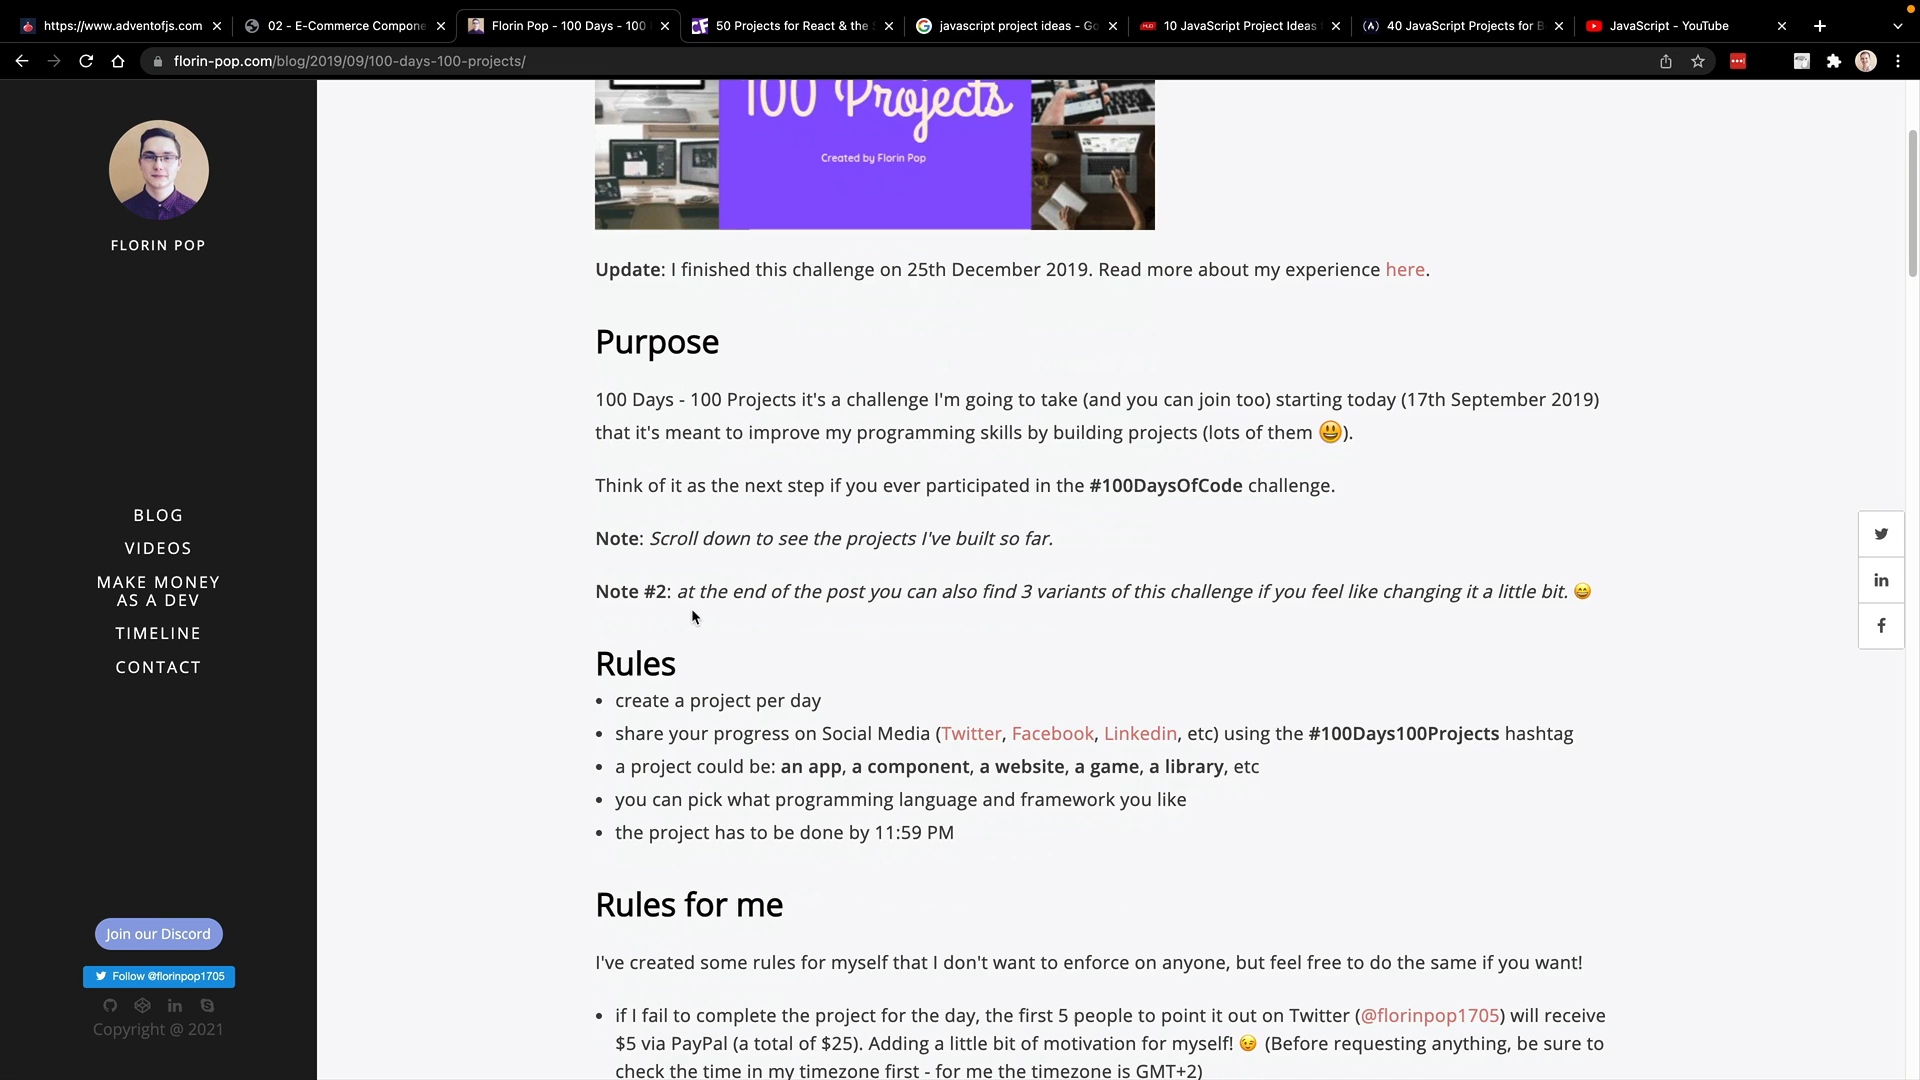 https://www.adventofjs.com
02 - E-Commerce Compone
Florin Pop - 100 Days - 100
50 Projects for React & the
javascript project ideas - Go
10 JavaScript Project Ideas
40 JavaScript Projects for B
JavaScript - YouTube
florin-pop.com/blog/2019/09/100-days-100-projects/
FLORIN POP
BLOG
VIDEOS
MAKE MONEY
AS A DEV
TIMELINE
CONTACT
Join our Discord
Follow @florinpop1705
Copyright @ 2021
100 Projects
Created by Florin Pop
Update: I finished this challenge on 25th December 2019. Read more about my experience here.
Purpose
100 Days - 100 Projects it's a challenge I'm going to take (and you can join too) starting today (17th September 2019)
that it's meant to improve my programming skills by building projects (lots of them 😃).
Think of it as the next step if you ever participated in the #100DaysOfCode challenge.
Note: Scroll down to see the projects I've built so far.
Note #2: at the end of the post you can also find 3 variants of this challenge if you feel like changing it a little bit. 😄
Rules
• create a project per day
• share your progress on Social Media (Twitter, Facebook, Linkedin, etc) using the #100Days100Projects hashtag
• a project could be: an app, a component, a website, a game, a library, etc
• you can pick what programming language and framework you like
• the project has to be done by 11:59 PM
Rules for me
I've created some rules for myself that I don't want to enforce on anyone, but feel free to do the same if you want!
• if I fail to complete the project for the day, the first 5 people to point it out on Twitter (@florinpop1705) will receive
$5 via PayPal (a total of $25). Adding a little bit of motivation for myself! 😉 (Before requesting anything, be sure to
check the time in my timezone first - for me the timezone is GMT+2)